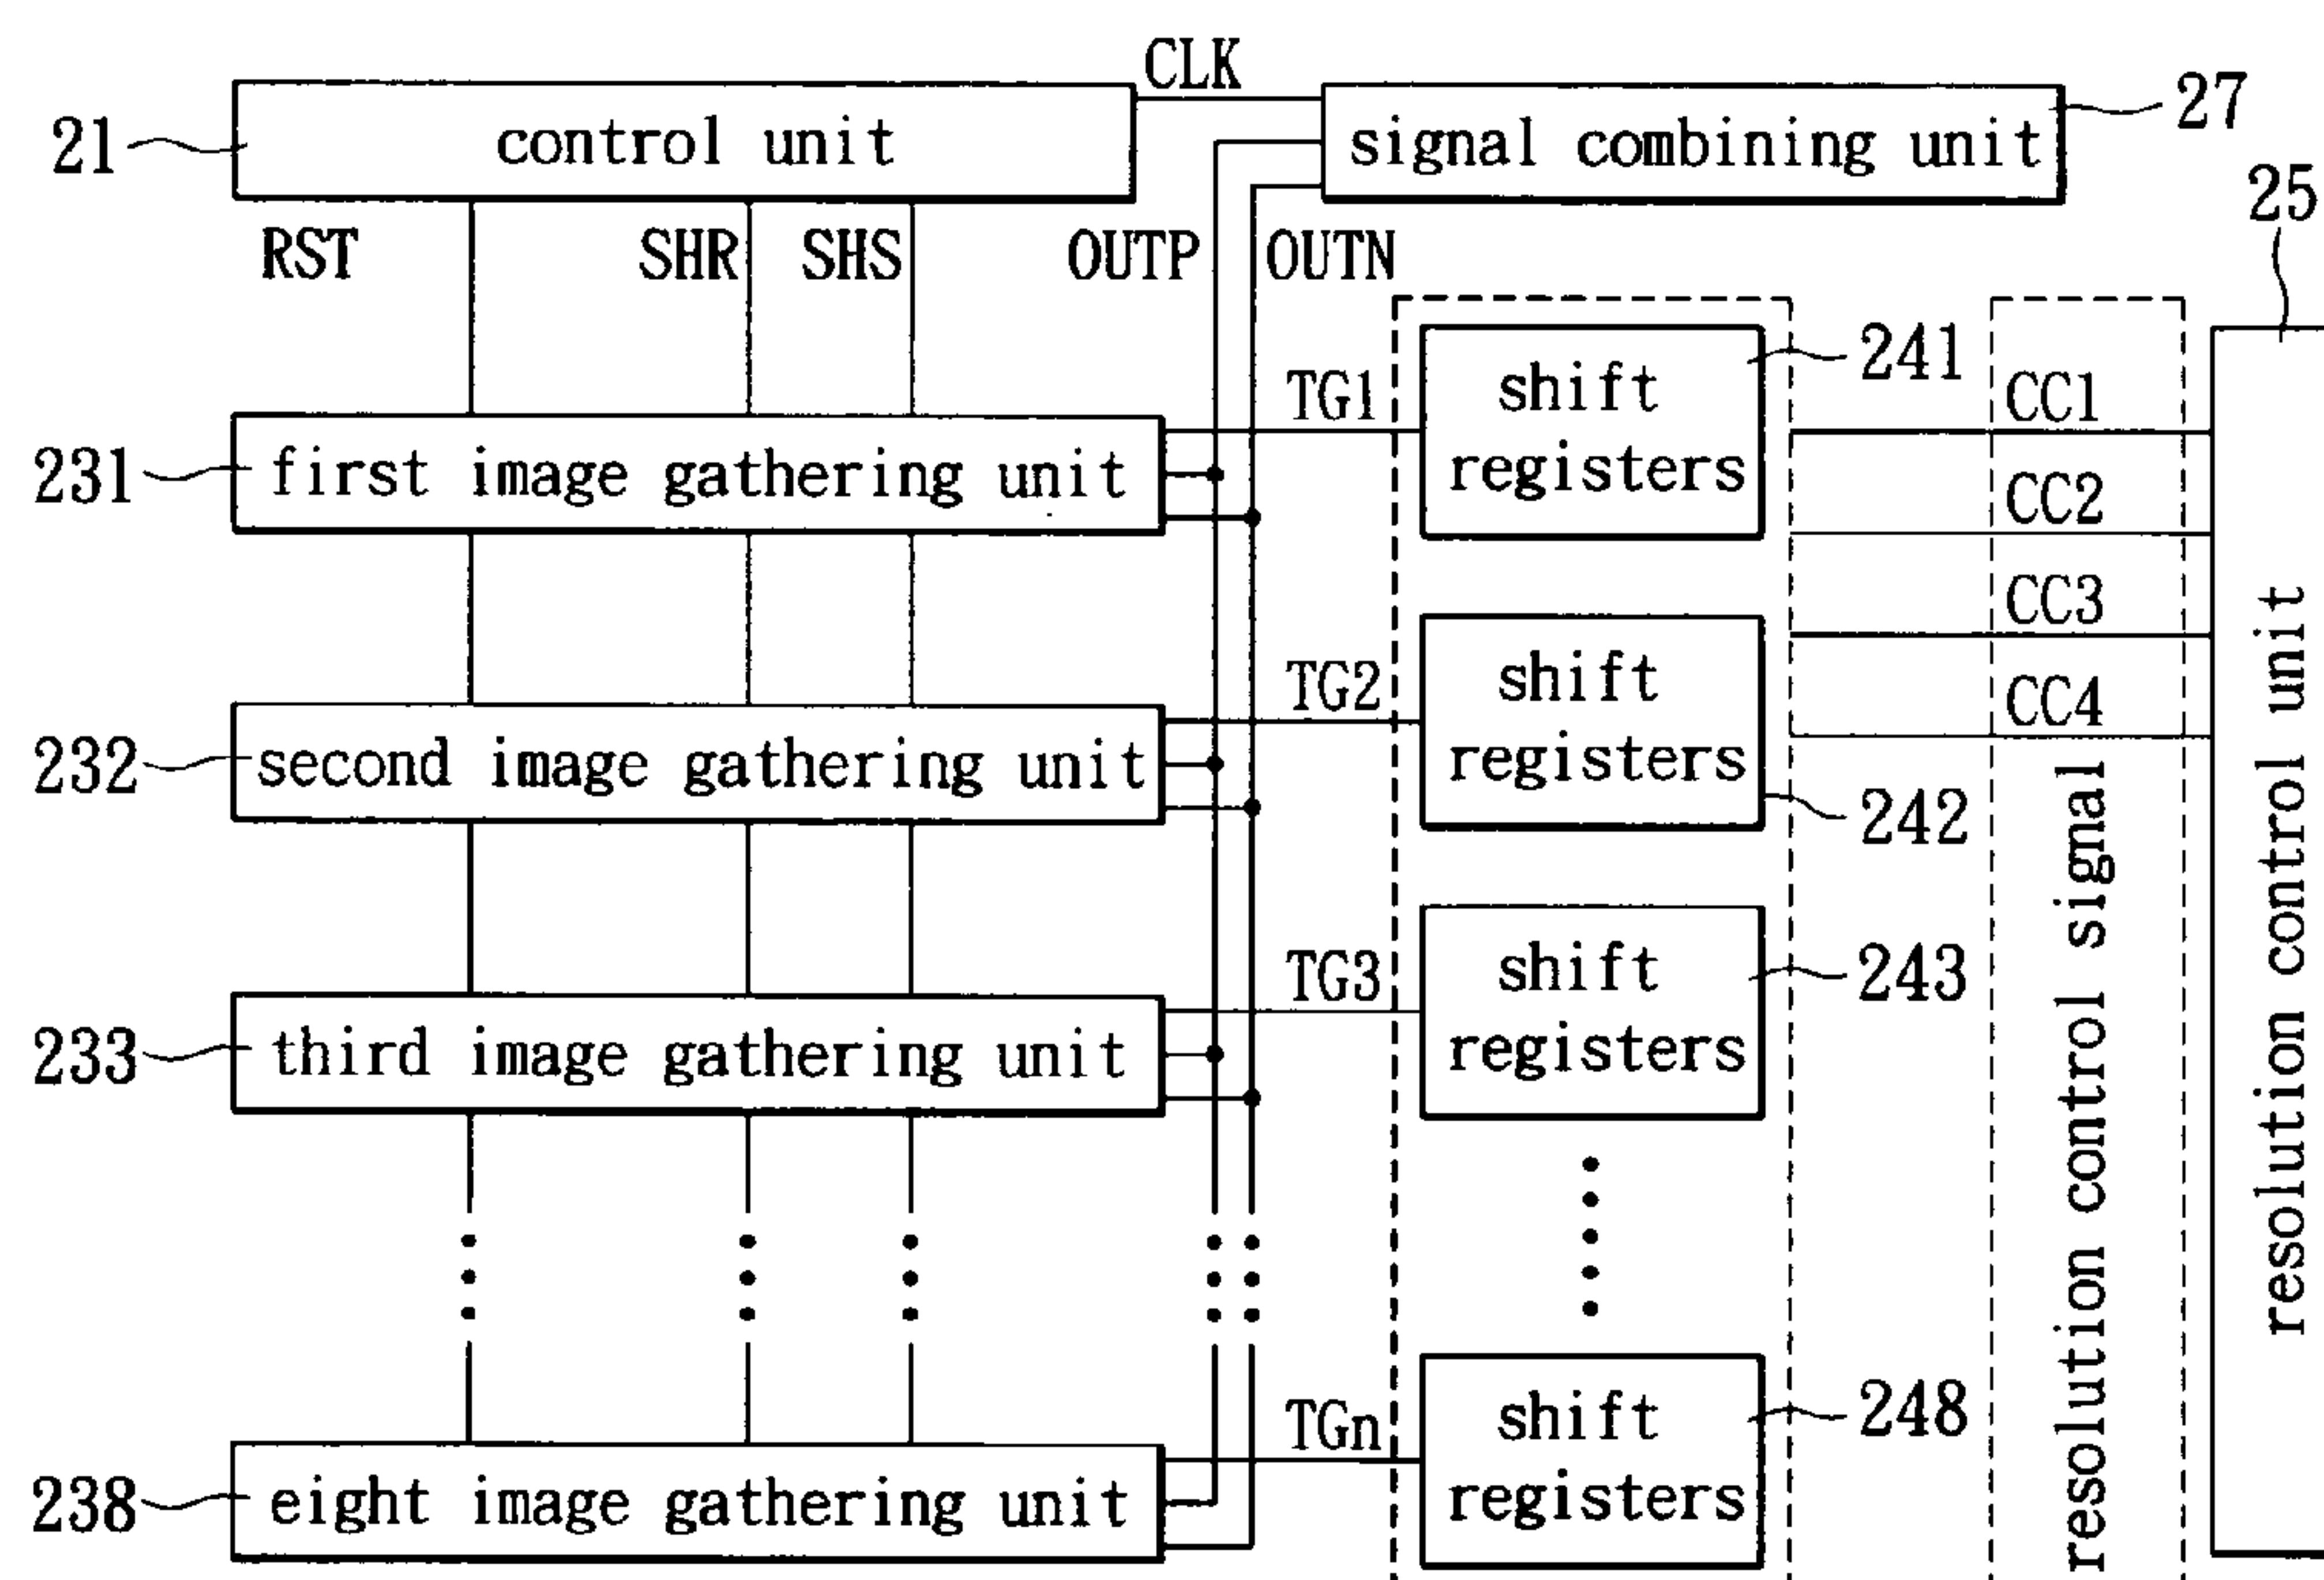 CLK
27
21
control unit
signal combining unit
25
RST
SHR
SHS
OUTP
OUTN
TG1
shift
registers
241
CC1
231
first image gathering unit
CC2
CC3
TG2
shift
registers
CC4
232
second image gathering unit
242
TG3
shift
registers
243
233
third image gathering unit
resolution control signal
resolution control unit
TGn
shift
registers
248
238
eight image gathering unit